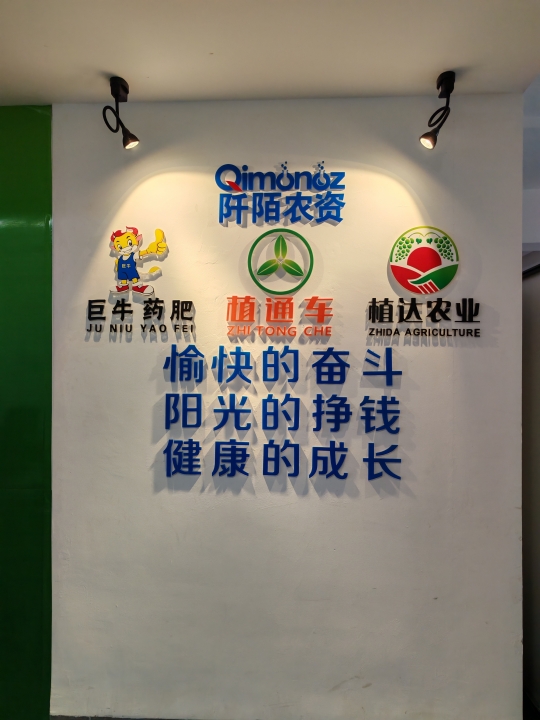 Qimonoz
阡陌农资
巨牛
巨牛药肥
JU NIU YAO FEI
植通车
ZHI TONG CHE
植达农业
ZHIDA AGRICULTURE
愉快的奋斗
阳光的挣钱
健康的成长